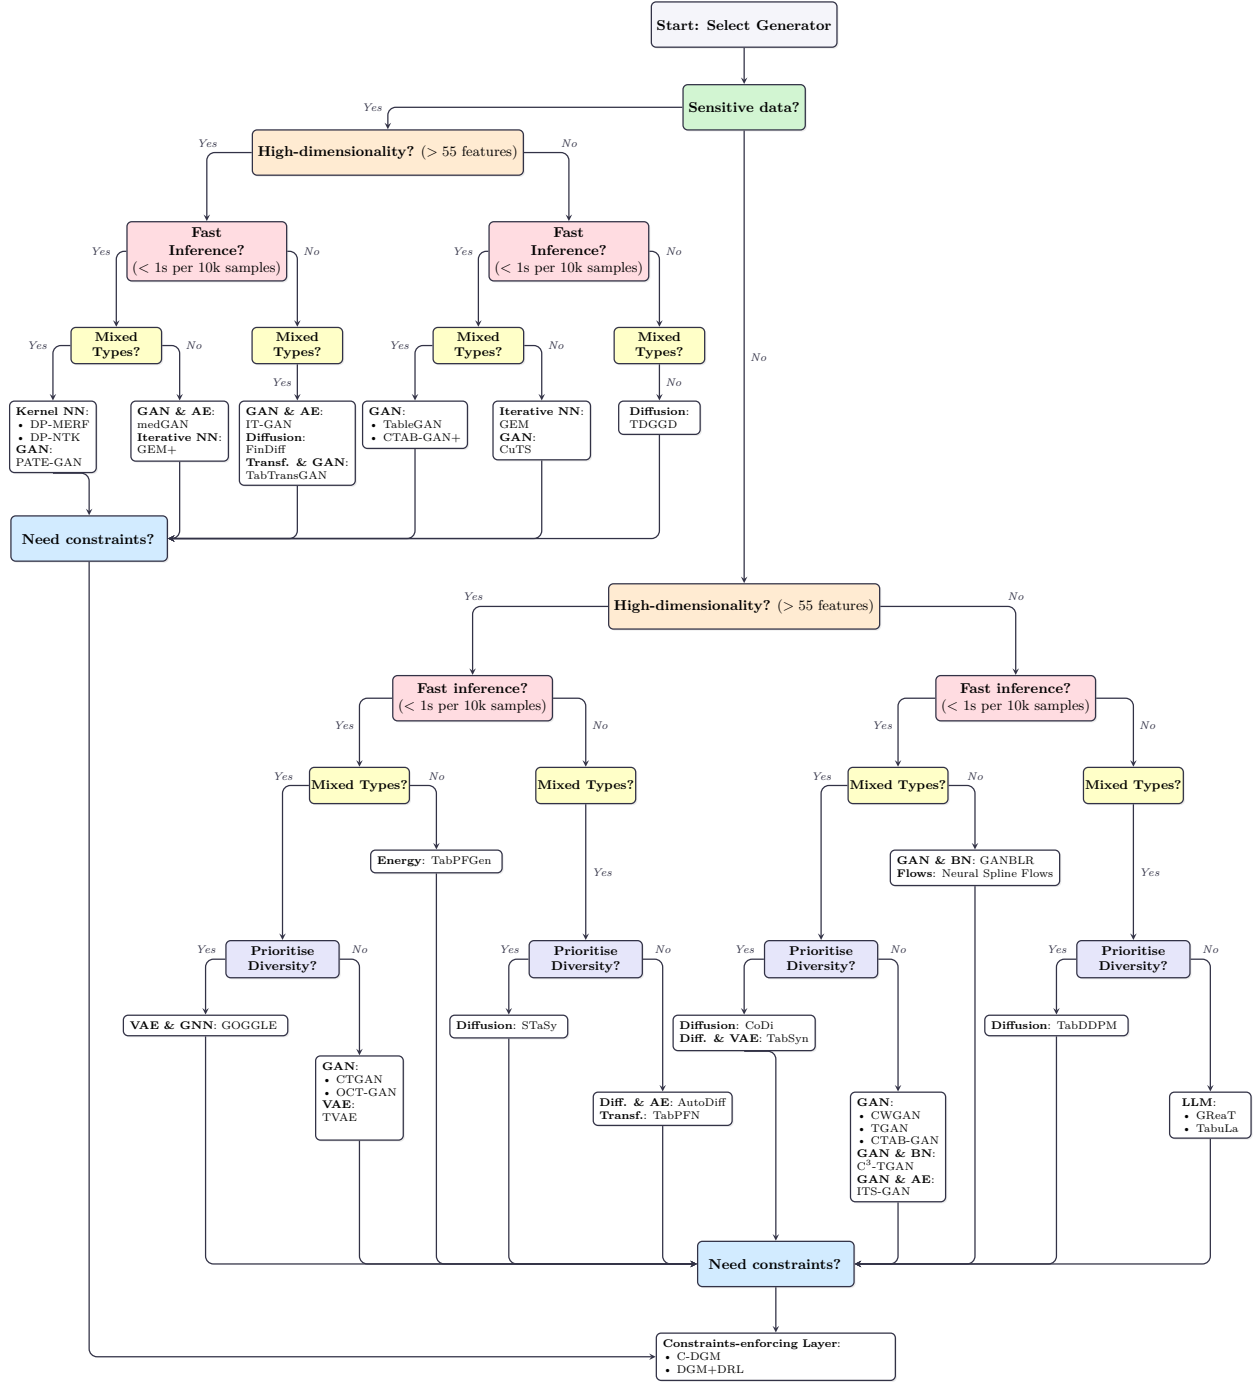 Start: Select Generator
Sensitive data?
Yes
High-dimensionality? (> 55 features)
Yes
No
Fast
Inference?
(< 1s per 10k samples)
Fast
Inference?
(< 1s per 10k samples)
Yes
No
Yes
No
Mixed
Types?
Mixed
Types?
Mixed
Types?
Mixed
Types?
Yes
No
Yes
Yes
No
No
No
Kernel NN:
• DP-MERF
• DP-NTK
GAN:
PATE-GAN
GAN & AE:
medGAN
Iterative NN:
GEM+
GAN & AE:
IT-GAN
Diffusion:
FinDiff
Transf. & GAN:
TabTransGAN
GAN:
• TableGAN
• CTAB-GAN+
Iterative NN:
GEM
GAN:
CuTS
Diffusion:
TDGGD
Need constraints?
High-dimensionality? (> 55 features)
Yes
No
Fast inference?
(< 1s per 10k samples)
Fast inference?
(< 1s per 10k samples)
Yes
No
Yes
No
Mixed Types?
Mixed Types?
Mixed Types?
Mixed Types?
Yes
No
Yes
Yes
No
Yes
Energy: TabPFGen
GAN & BN: GANBLR
Flows: Neural Spline Flows
Prioritise
Diversity?
Prioritise
Diversity?
Prioritise
Diversity?
Prioritise
Diversity?
Yes
No
Yes
No
Yes
No
Yes
No
VAE & GNN: GOGGLE
GAN:
• CTGAN
• OCT-GAN
VAE:
TVAE
Diffusion: STaSy
Diff. & AE: AutoDiff
Transf.: TabPFN
Diffusion: CoDi
Diff. & VAE: TabSyn
GAN:
• CWGAN
• TGAN
• CTAB-GAN
GAN & BN:
C³-TGAN
GAN & AE:
ITS-GAN
Diffusion: TabDDPM
LLM:
• GReaT
• TabuLa
Need constraints?
Constraints-enforcing Layer:
• C-DGM
• DGM+DRL